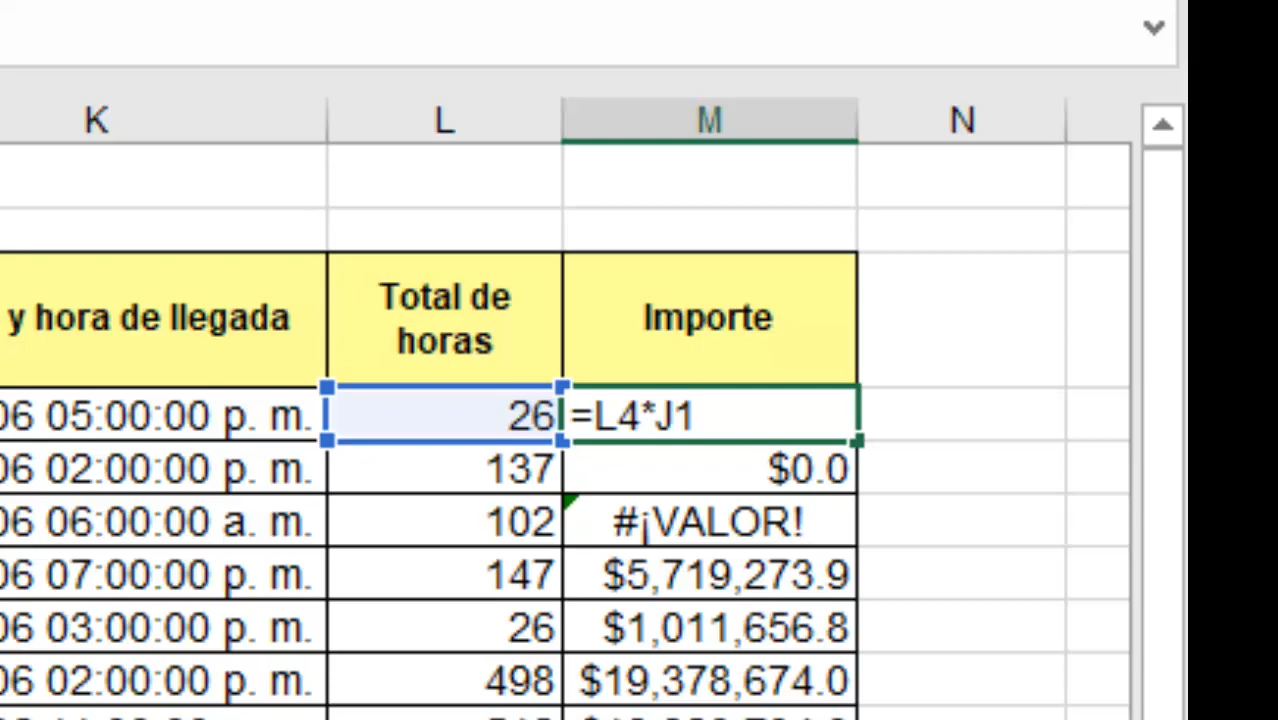 K L M N
y hora de llegada Total de horas Importe
06 05:00:00 p. m. 26 =L4*J1
06 02:00:00 p. m. 137 $0.0
06 06:00:00 a. m. 102 #¡VALOR!
06 07:00:00 p. m. 147 $5,719,273.9
06 03:00:00 p. m. 26 $1,011,656.8
06 02:00:00 p. m. 498 $19,378,674.0